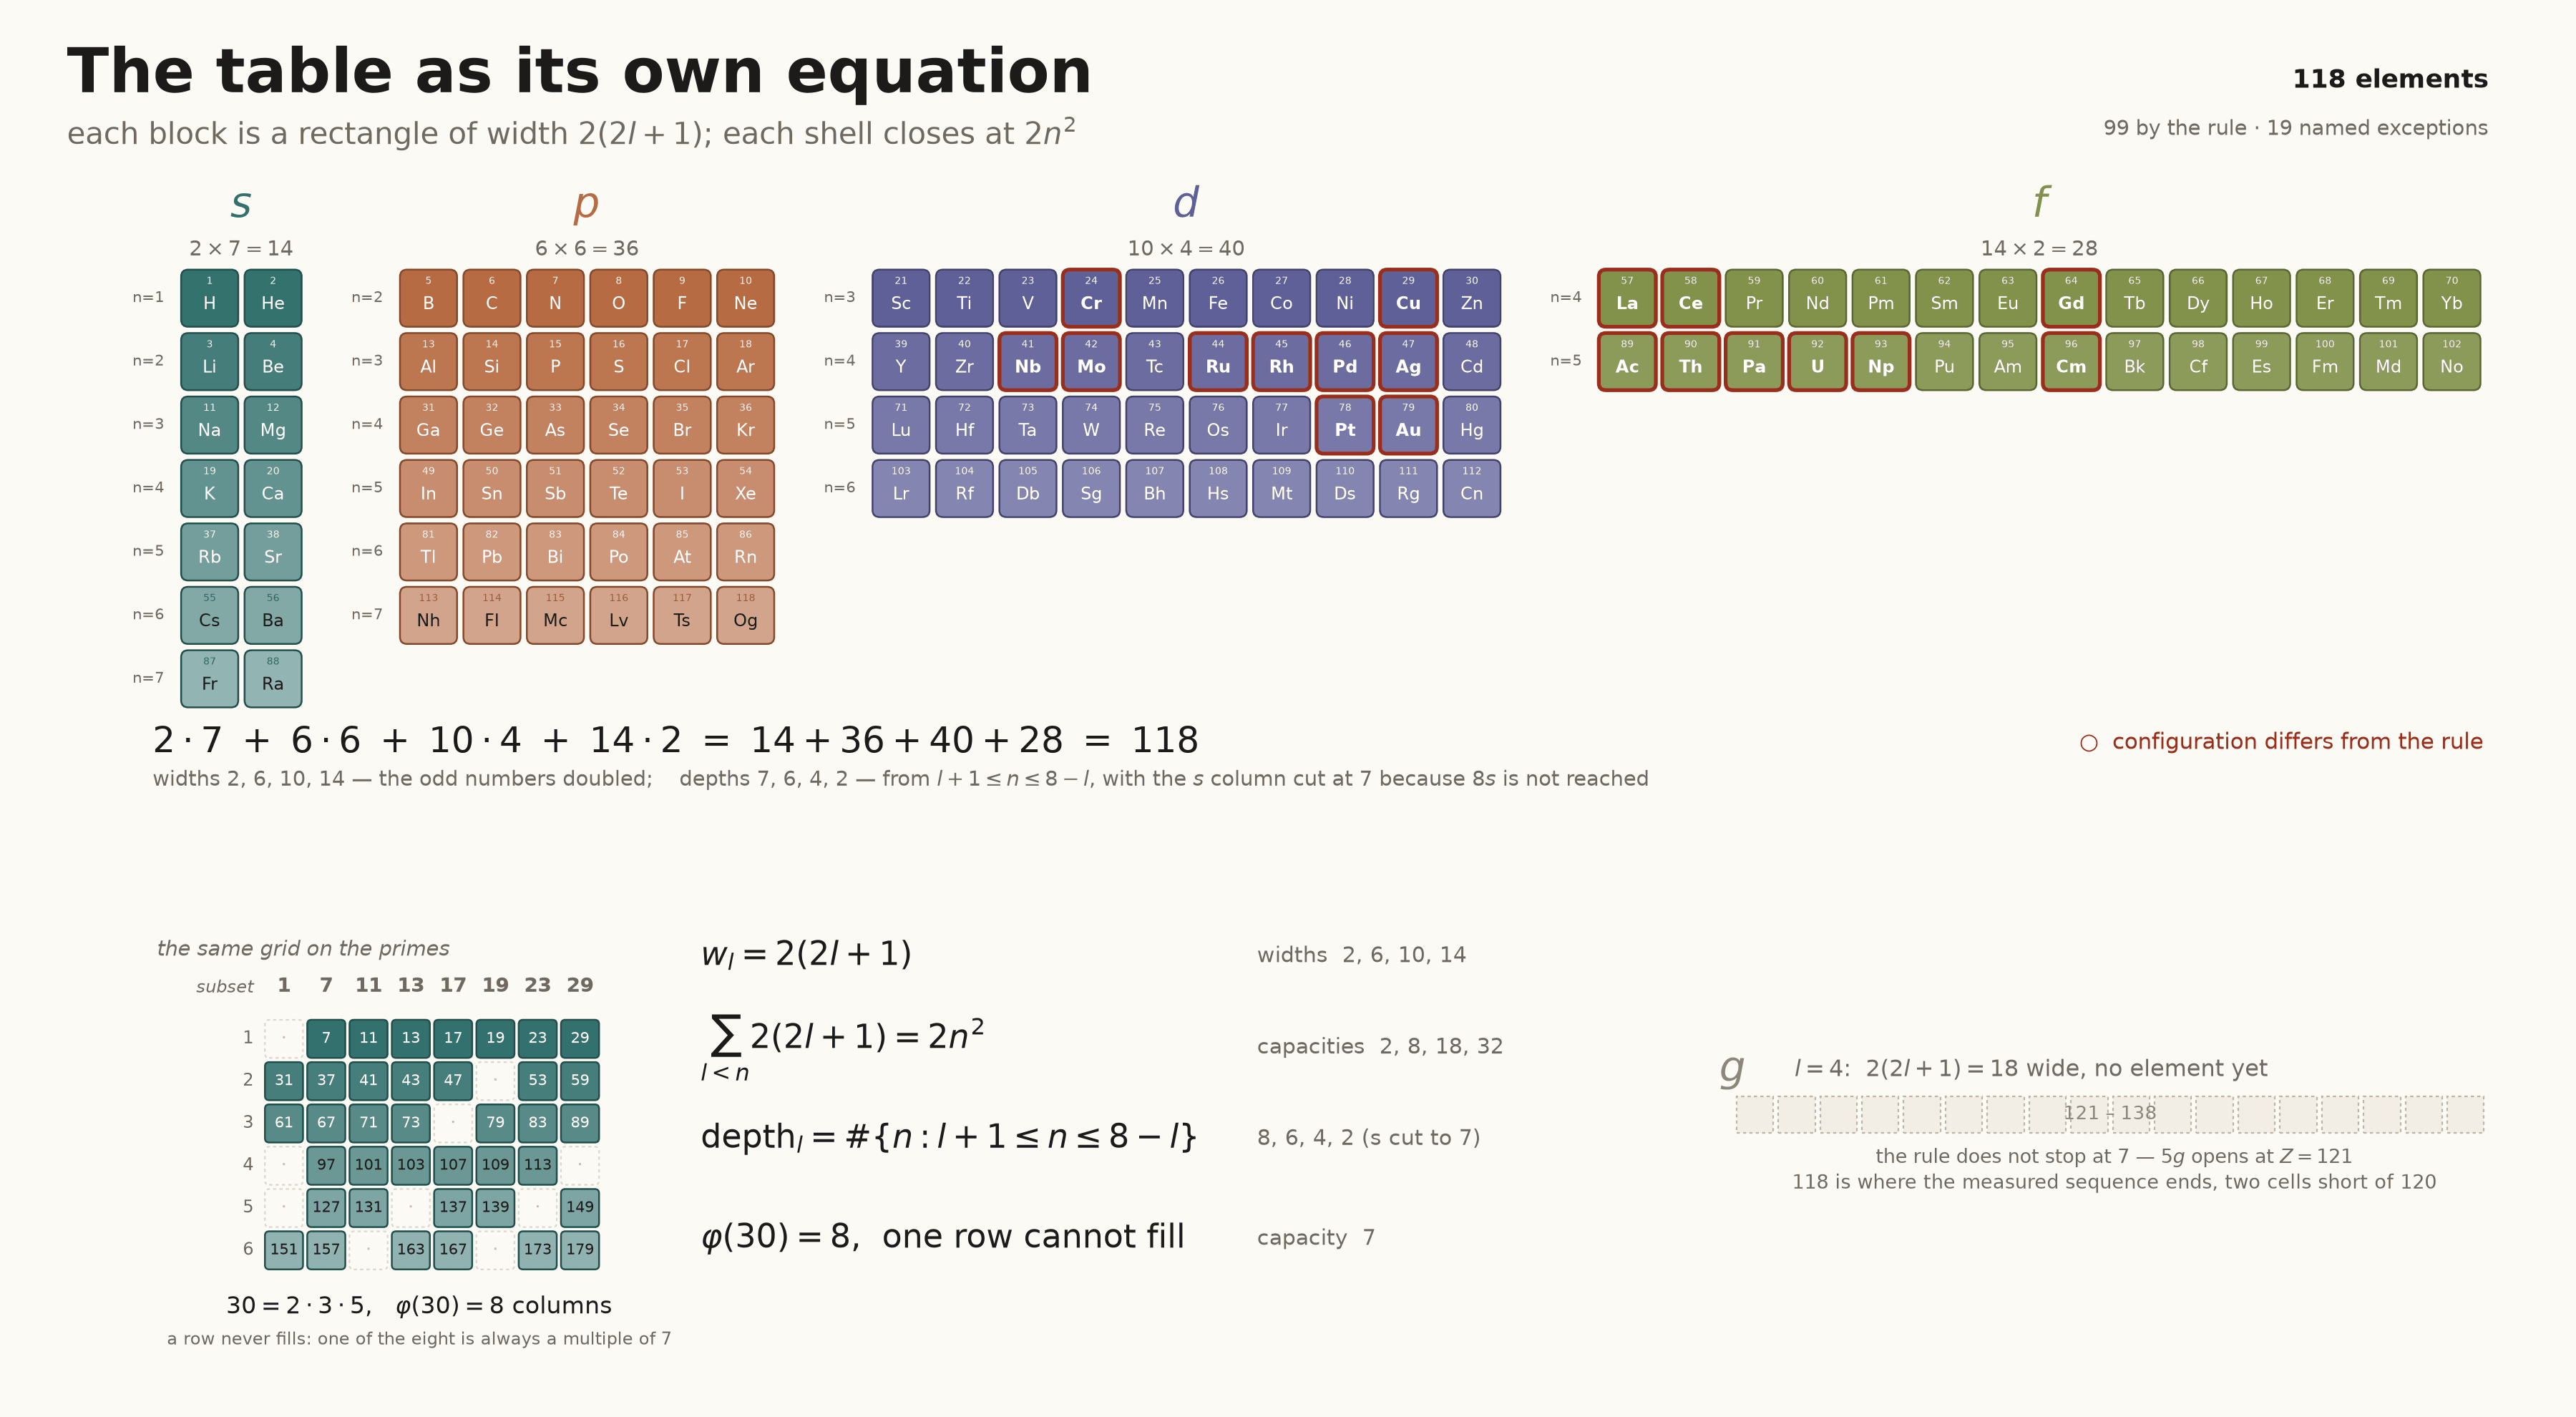 The table as its own equation
118 elements
each block is a rectangle of width 2(2l + 1); each shell closes at 2n²
99 by the rule · 19 named exceptions
s
p
d
f
2 × 7 = 14
6 × 6 = 36
10 × 4 = 40
14 × 2 = 28
n=1
1 H
2 He
n=2
3 Li
4 Be
n=3
11 Na
12 Mg
n=4
19 K
20 Ca
n=5
37 Rb
38 Sr
n=6
55 Cs
56 Ba
n=7
87 Fr
88 Ra
n=2
5 B
6 C
7 N
8 O
9 F
10 Ne
n=3
13 Al
14 Si
15 P
16 S
17 Cl
18 Ar
n=4
31 Ga
32 Ge
33 As
34 Se
35 Br
36 Kr
n=5
49 In
50 Sn
51 Sb
52 Te
53 I
54 Xe
n=6
81 Tl
82 Pb
83 Bi
84 Po
85 At
86 Rn
n=7
113 Nh
114 Fl
115 Mc
116 Lv
117 Ts
118 Og
n=3
21 Sc
22 Ti
23 V
24 Cr
25 Mn
26 Fe
27 Co
28 Ni
29 Cu
30 Zn
n=4
39 Y
40 Zr
41 Nb
42 Mo
43 Tc
44 Ru
45 Rh
46 Pd
47 Ag
48 Cd
n=5
71 Lu
72 Hf
73 Ta
74 W
75 Re
76 Os
77 Ir
78 Pt
79 Au
80 Hg
n=6
103 Lr
104 Rf
105 Db
106 Sg
107 Bh
108 Hs
109 Mt
110 Ds
111 Rg
112 Cn
n=4
57 La
58 Ce
59 Pr
60 Nd
61 Pm
62 Sm
63 Eu
64 Gd
65 Tb
66 Dy
67 Ho
68 Er
69 Tm
70 Yb
n=5
89 Ac
90 Th
91 Pa
92 U
93 Np
94 Pu
95 Am
96 Cm
97 Bk
98 Cf
99 Es
100 Fm
101 Md
102 No
2 · 7 + 6 · 6 + 10 · 4 + 14 · 2 = 14 + 36 + 40 + 28 = 118
○ configuration differs from the rule
widths 2, 6, 10, 14 — the odd numbers doubled; depths 7, 6, 4, 2 — from l + 1 ≤ n ≤ 8 − l, with the s column cut at 7 because 8s is not reached
the same grid on the primes
subset 1 7 11 13 17 19 23 29
1 · 7 11 13 17 19 23 29
2 31 37 41 43 47 · 53 59
3 61 67 71 73 · 79 83 89
4 · 97 101 103 107 109 113 ·
5 · 127 131 · 137 139 · 149
6 151 157 · 163 167 · 173 179
30 = 2 · 3 · 5, φ(30) = 8 columns
a row never fills: one of the eight is always a multiple of 7
w_l = 2(2l + 1)
widths 2, 6, 10, 14
∑ 2(2l + 1) = 2n²
l < n
capacities 2, 8, 18, 32
depth_l = #{n : l + 1 ≤ n ≤ 8 − l}
8, 6, 4, 2 (s cut to 7)
φ(30) = 8, one row cannot fill
capacity 7
g
l = 4: 2(2l + 1) = 18 wide, no element yet
121 – 138
the rule does not stop at 7 — 5g opens at Z = 121
118 is where the measured sequence ends, two cells short of 120